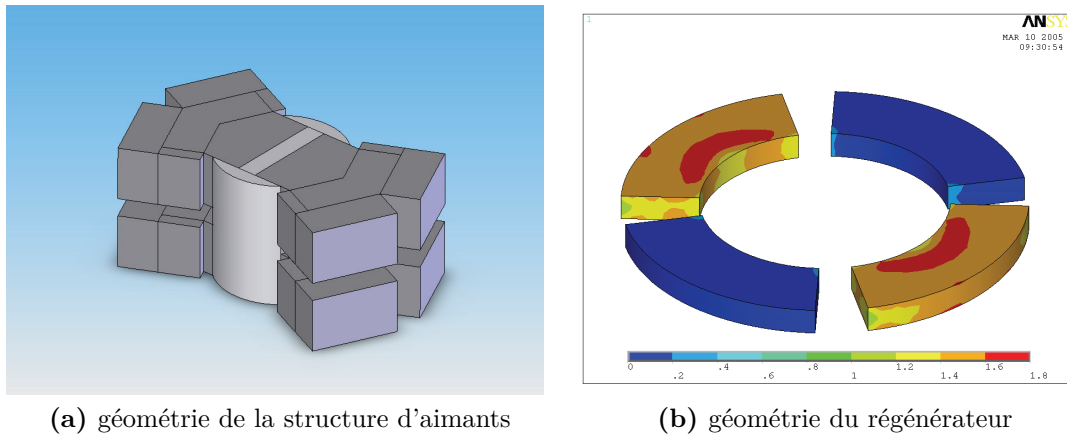 1
ANSYS
MAR 10 2005
09:30:54
0 .2 .4 .6 .8 1 1.2 1.4 1.6 1.8
(a) géométrie de la structure d'aimants
(b) géométrie du régénérateur